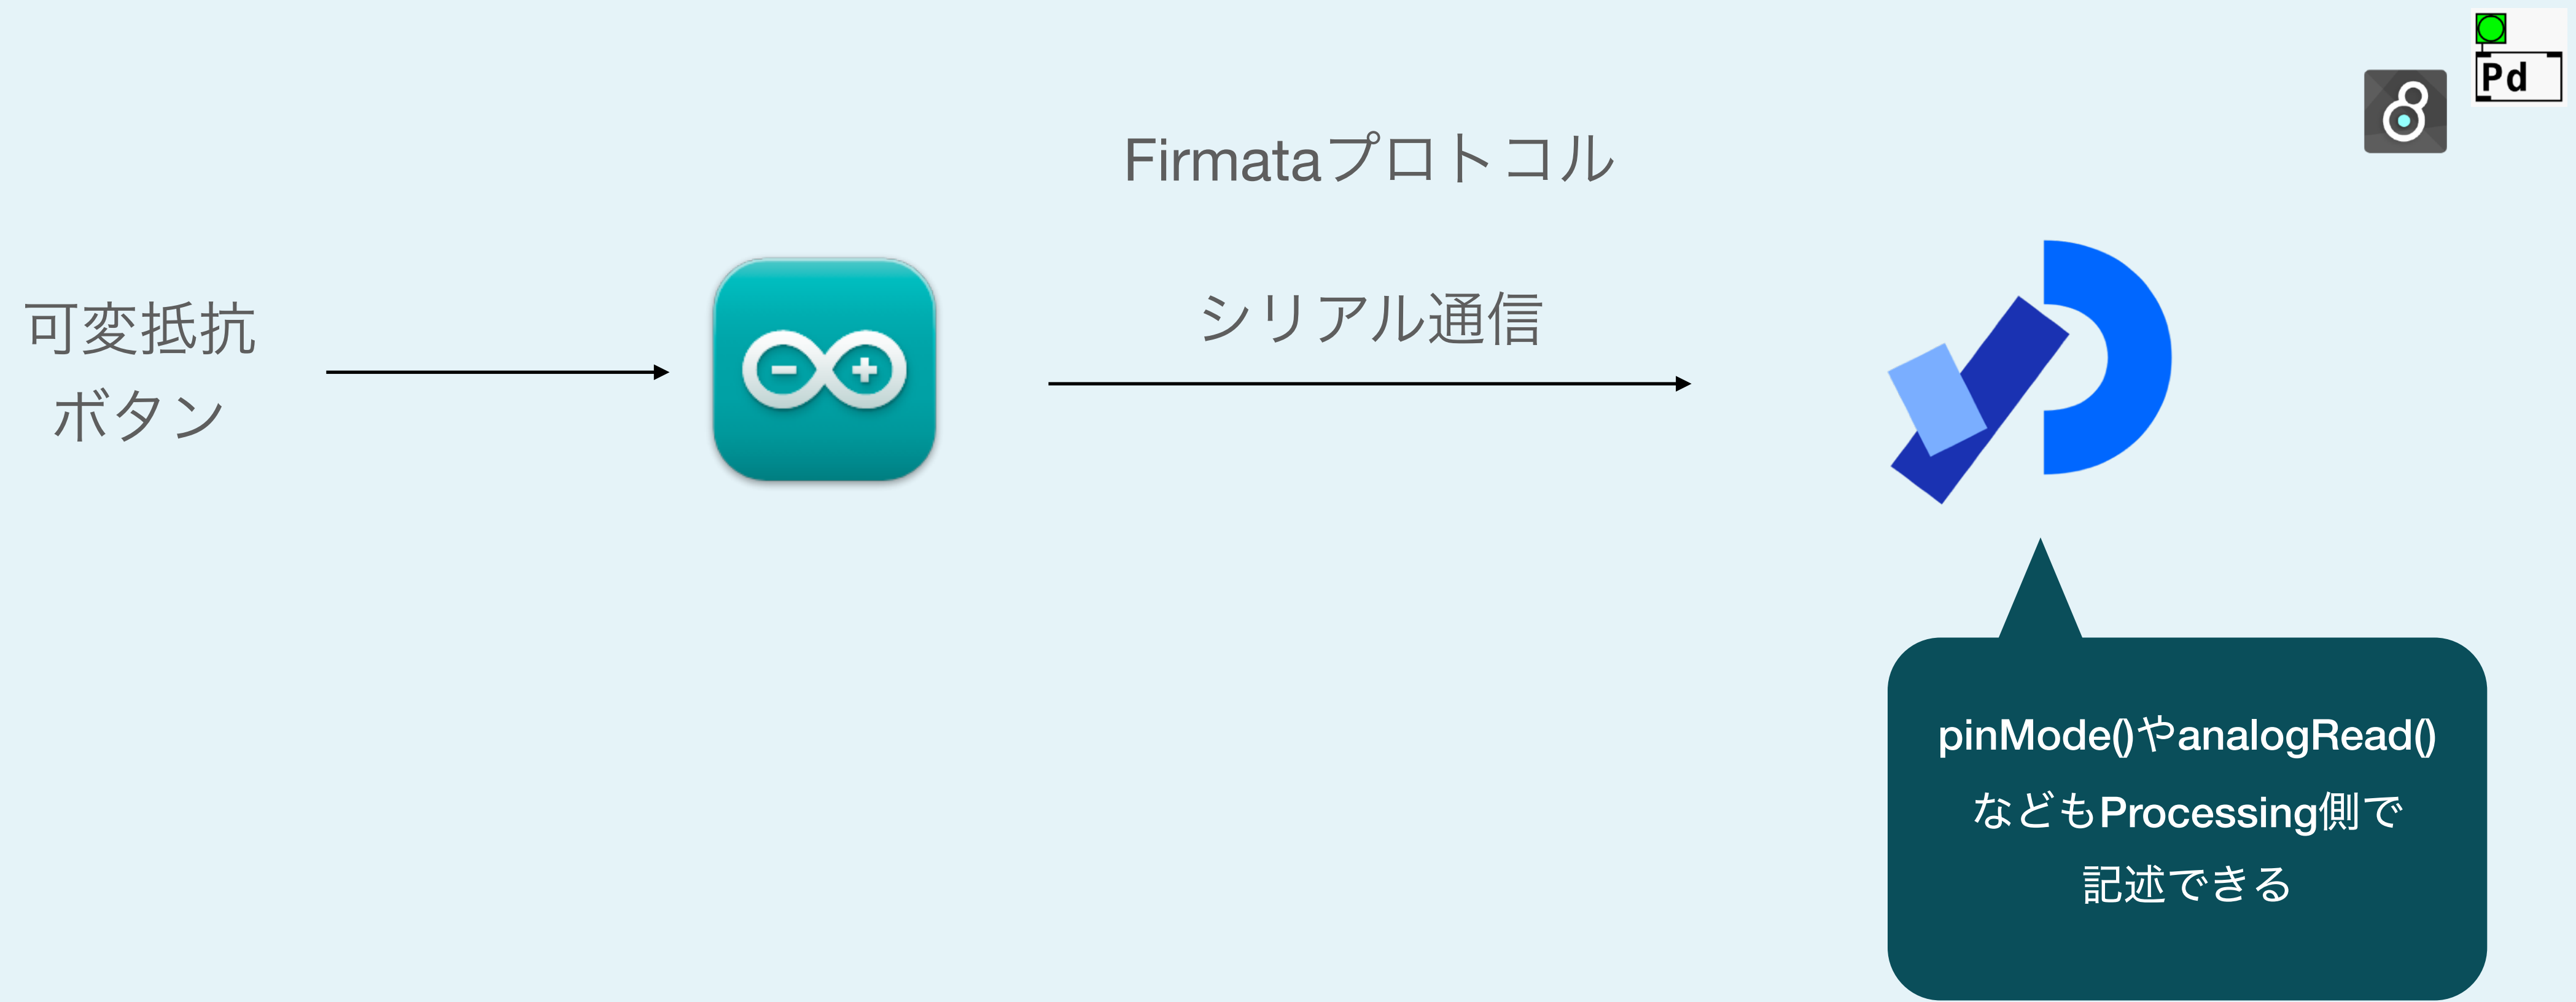 Pd
Firmataプロトコル
シリアル通信
可変抵抗
ボタン
pinMode()やanalogRead()
などもProcessing側で
記述できる